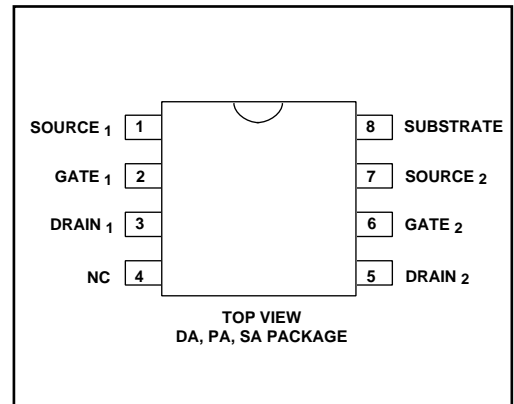 SOURCE 1 1 8 SUBSTRATE
GATE 1 2 7 SOURCE 2
DRAIN 1 3 6 GATE 2
NC 4 5 DRAIN 2
TOP VIEW
DA, PA, SA PACKAGE